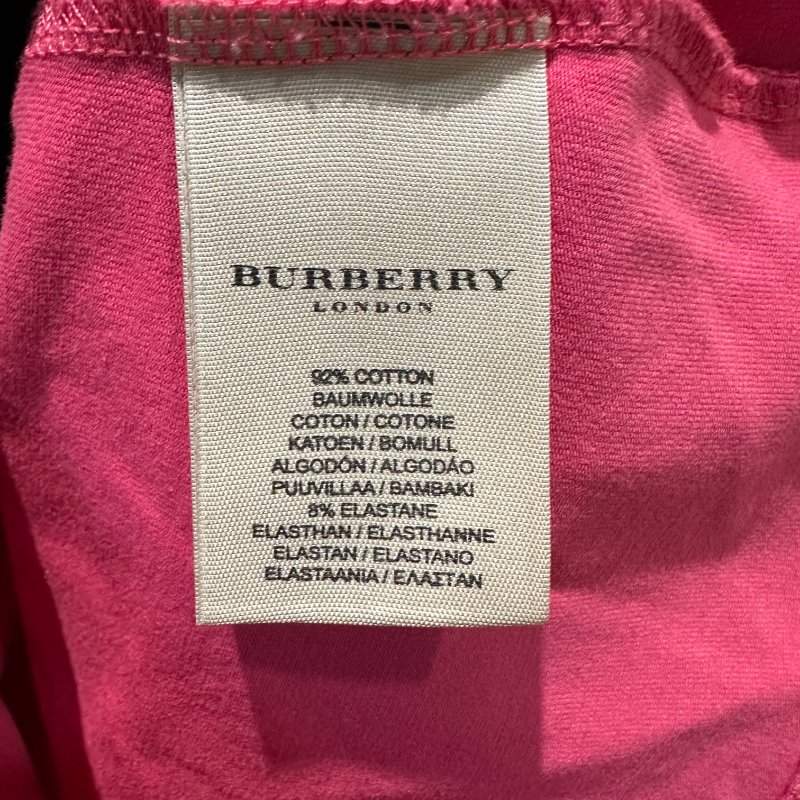 BURBERRY
LONDON
92% COTTON
BAUMWOLLE
COTON / COTONE
KATOEN / BOMULL
ALGODÓN / ALGODÃO
PUUVILLAA / BAMBAKI
8% ELASTANE
ELASTHAN / ELASTHANNE
ELASTAN / ELASTANO
ELASTAANIA / ΕΛΑΣΤΑΝ